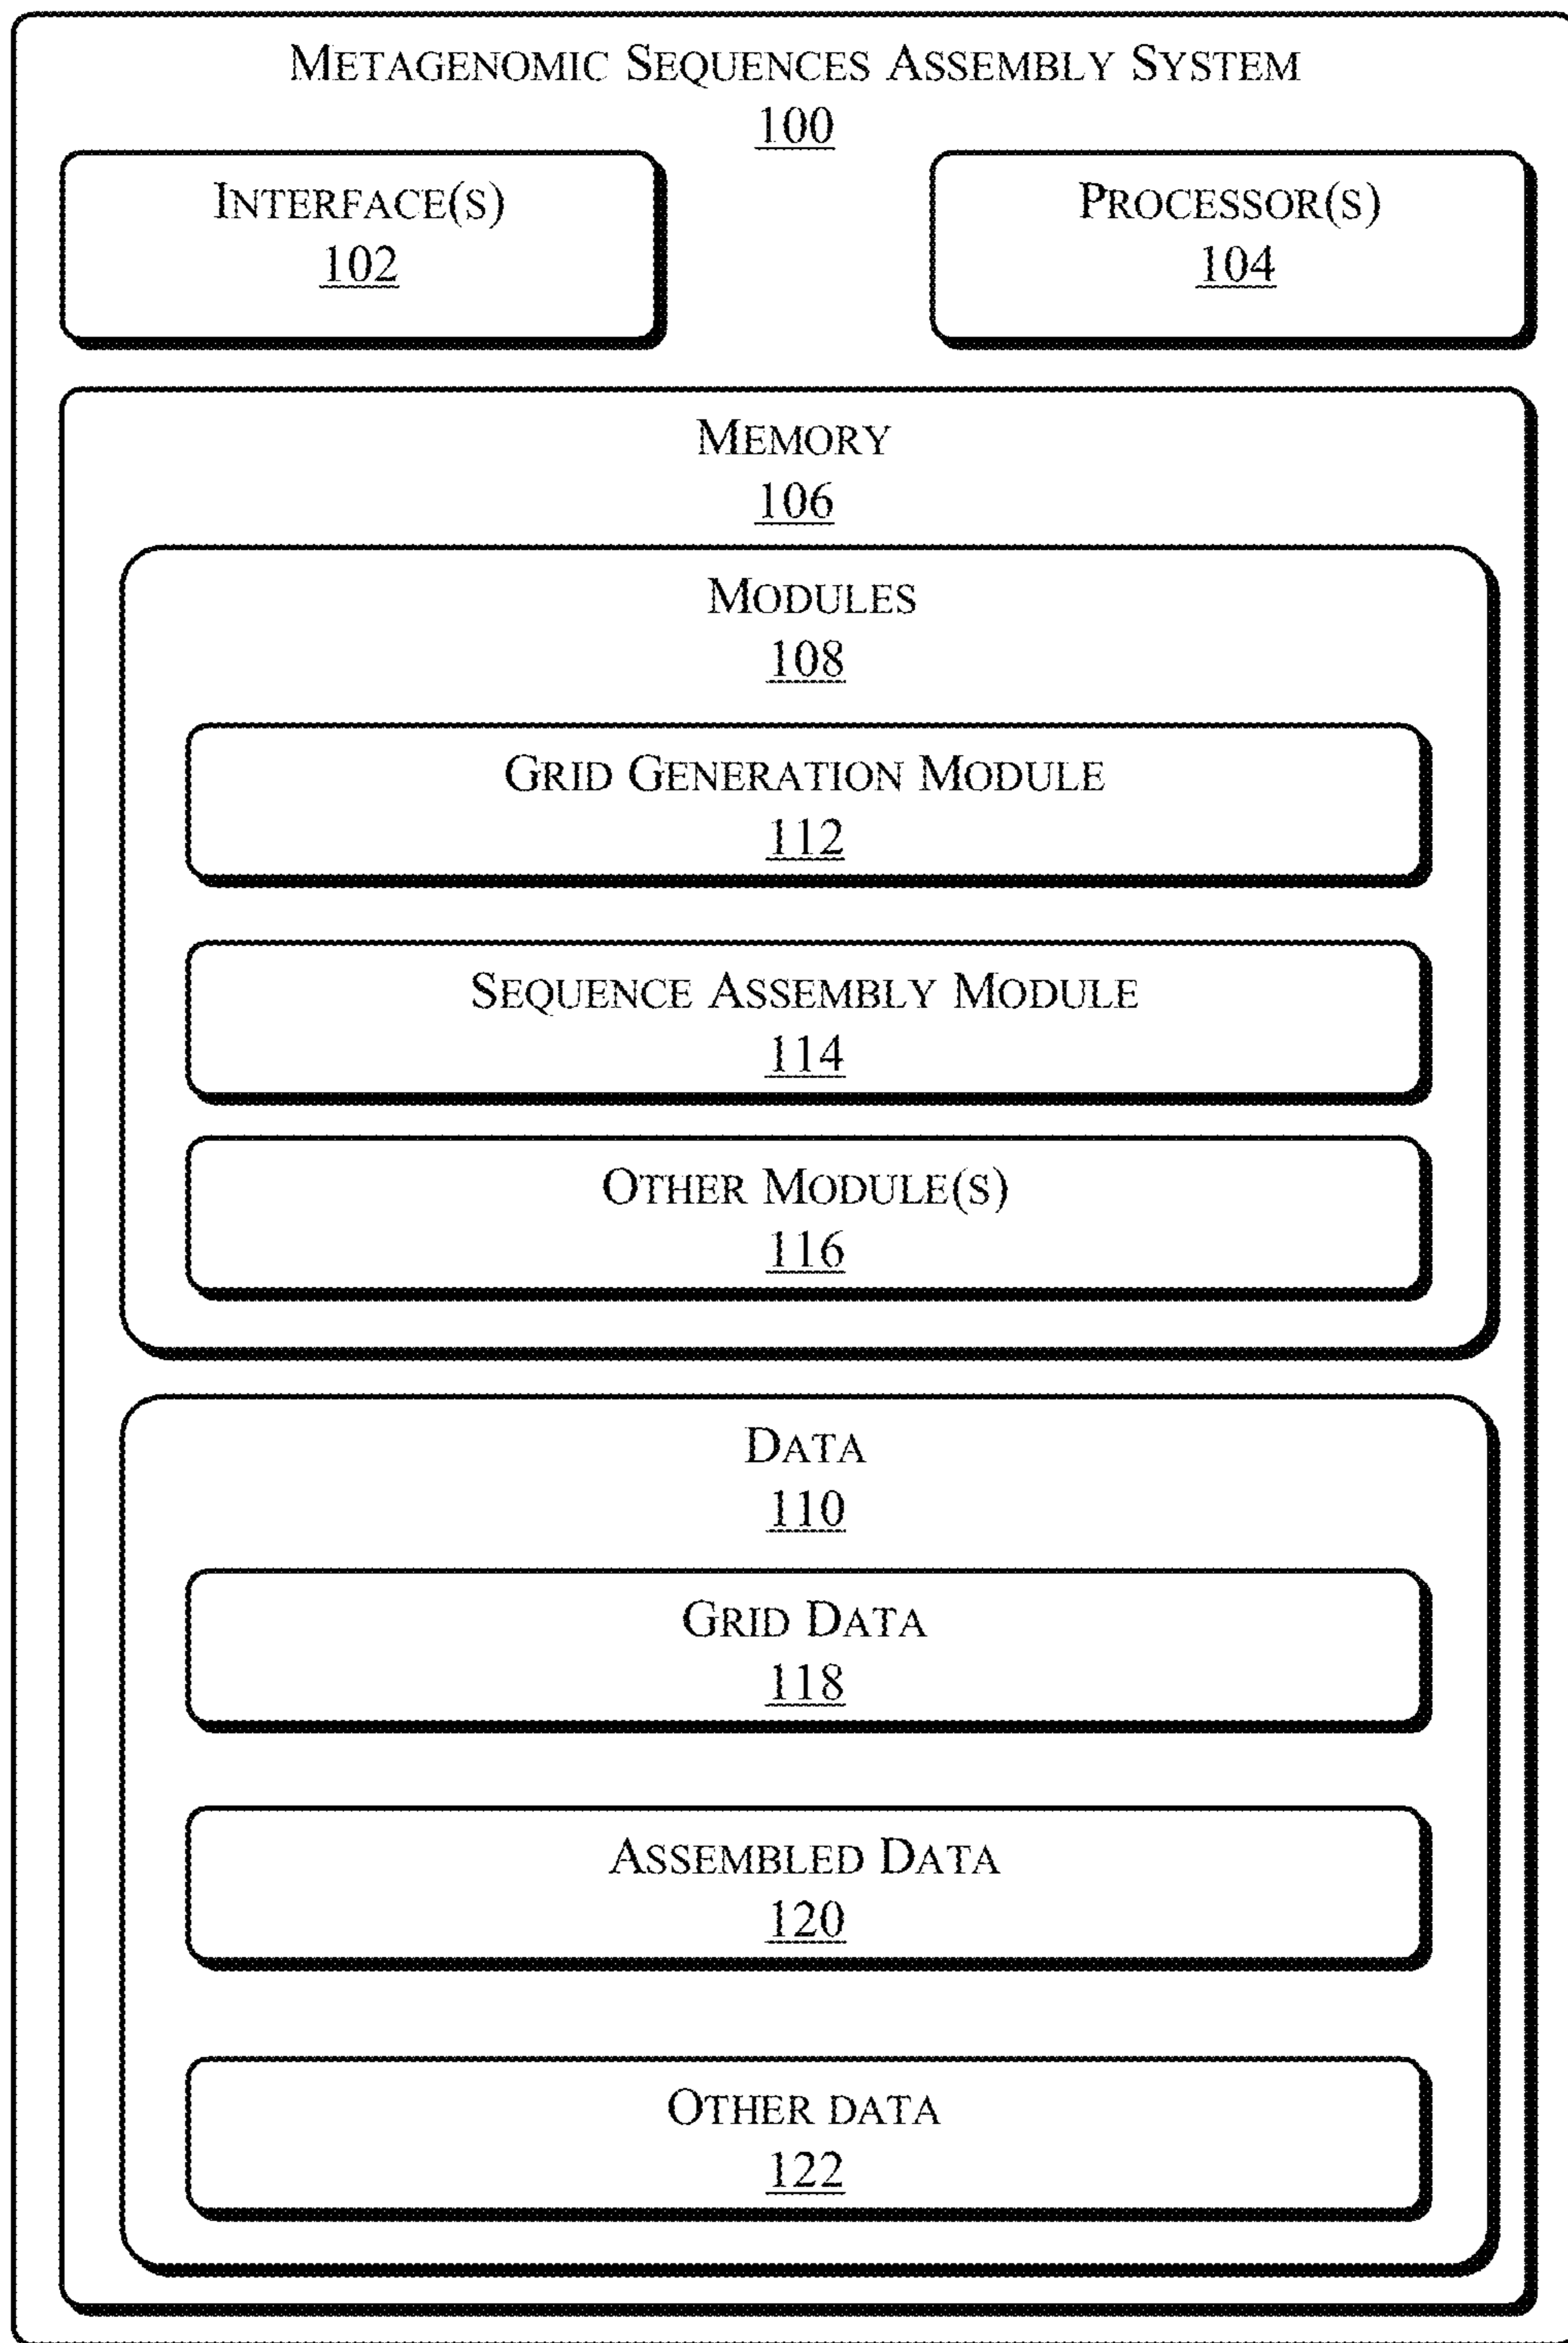 METAGENOMIC SEQUENCES ASSEMBLY SYSTEM
100
INTERFACE(S)
102
PROCESSOR(S)
104
MEMORY
106
MODULES
108
GRID GENERATION MODULE
112
SEQUENCE ASSEMBLY MODULE
114
OTHER MODULE(S)
116
DATA
110
GRID DATA
118
ASSEMBLED DATA
120
OTHER DATA
122